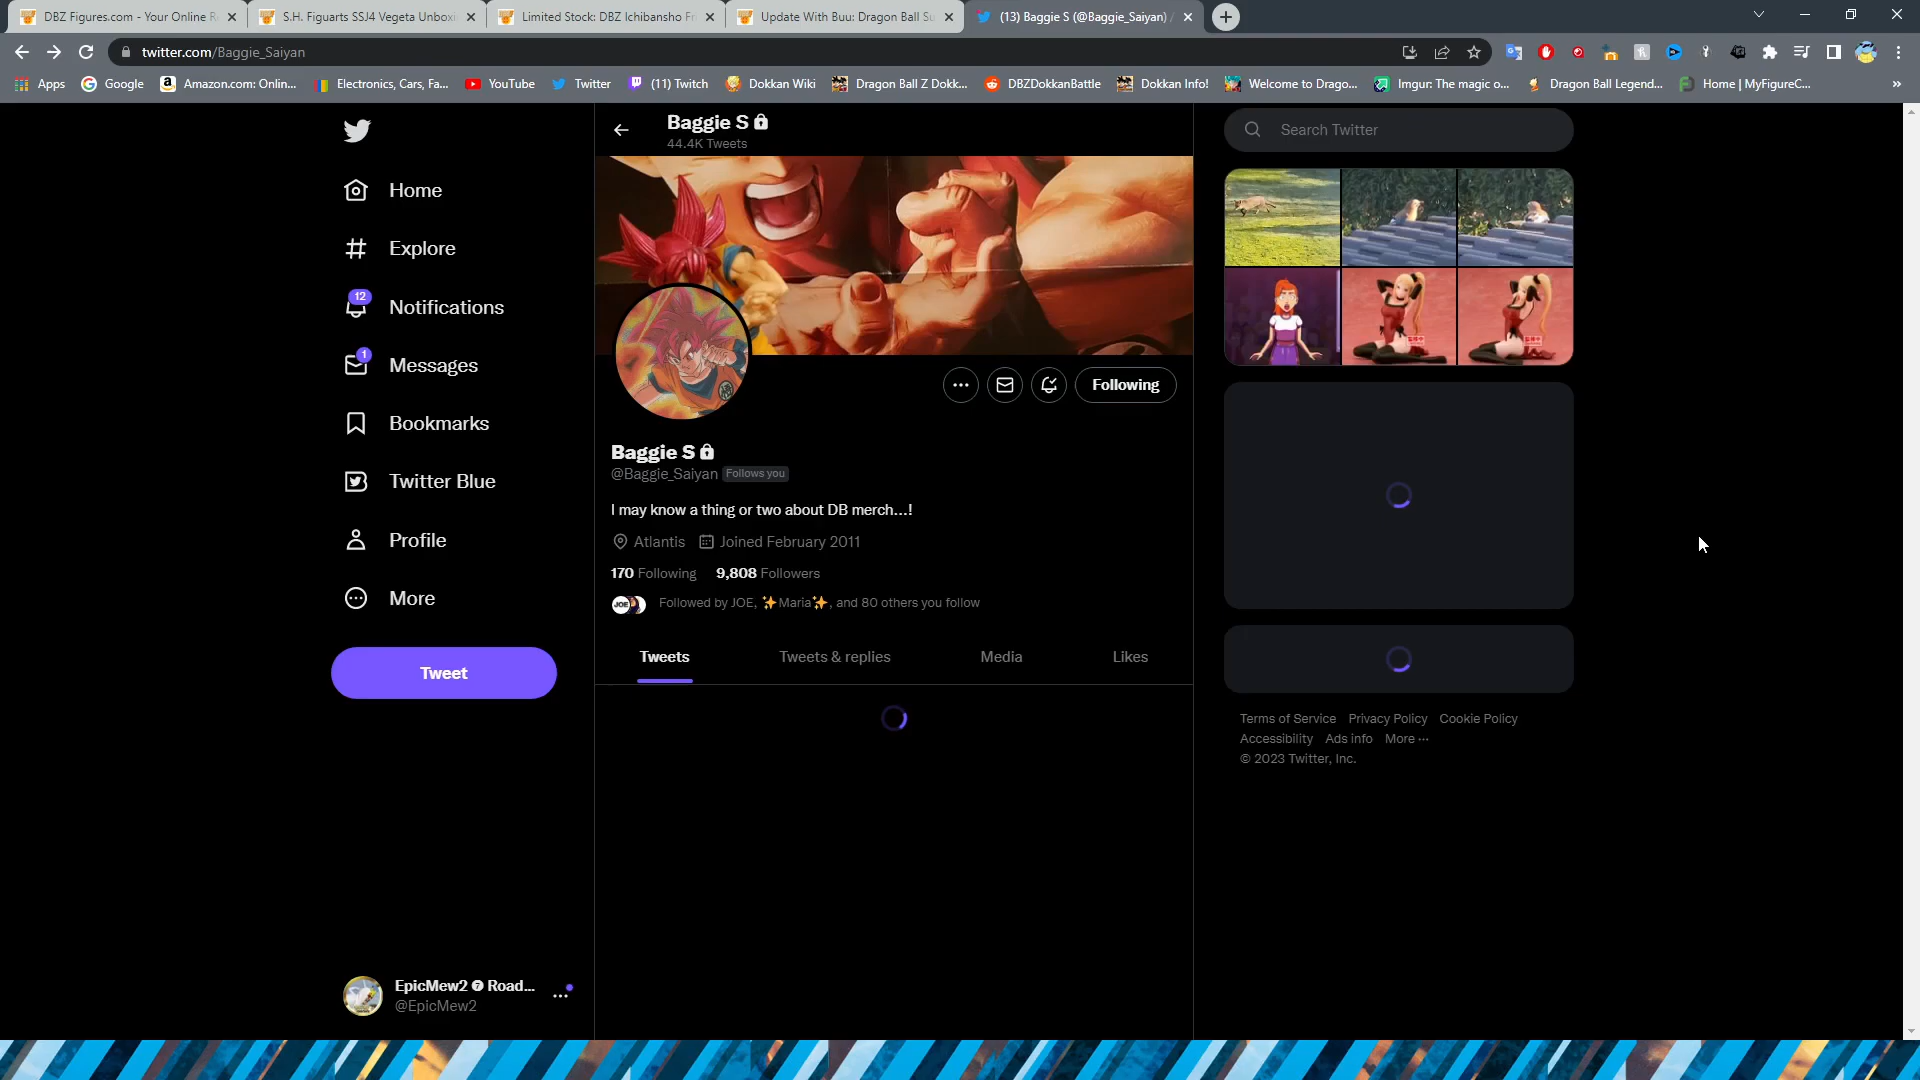 DBZ Figures.com - Your Online R
S.H. Figuarts SSJ4 Vegeta Unboxi
Limited Stock: DBZ Ichibansho Fi
Update With Buu: Dragon Ball Su
(13) Baggie S (@Baggie_Saiyan) /
twitter.com/Baggie_Saiyan
Apps
Google
Amazon.com: Onlin...
Electronics, Cars, Fa...
YouTube
Twitter
(11) Twitch
Dokkan Wiki
Dragon Ball Z Dokk...
DBZDokkanBattle
Dokkan Info!
Welcome to Drago...
Imgur: The magic o...
Dragon Ball Legend...
Home | MyFigureC...
»
Home
Explore
12
Notifications
1
Messages
Bookmarks
Twitter Blue
Profile
More
Tweet
EpicMew2 Road...
@EpicMew2
Baggie S
44.4K Tweets
Following
Baggie S
@Baggie_Saiyan Follows you
I may know a thing or two about DB merch...!
Atlantis Joined February 2011
170 Following 9,808 Followers
JOE
Followed by JOE, ✨Maria✨, and 80 others you follow
Tweets
Tweets & replies
Media
Likes
Search Twitter
Terms of Service Privacy Policy Cookie Policy
Accessibility Ads info More ···
© 2023 Twitter, Inc.